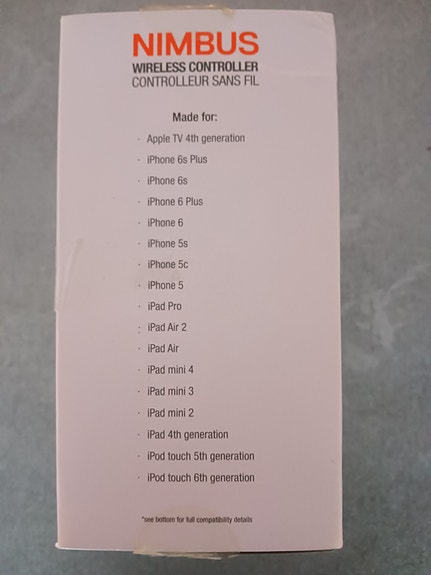 NIMBUS
WIRELESS CONTROLLER
CONTROLLEUR SANS FIL
Made for:
· Apple TV 4th generation
· iPhone 6s Plus
· iPhone 6s
· iPhone 6 Plus
· iPhone 6
· iPhone 5s
· iPhone 5c
· iPhone 5
· iPad Pro
· iPad Air 2
· iPad Air
· iPad mini 4
· iPad mini 3
· iPad mini 2
· iPad 4th generation
· iPod touch 5th generation
· iPod touch 6th generation
*see bottom for full compatibility details